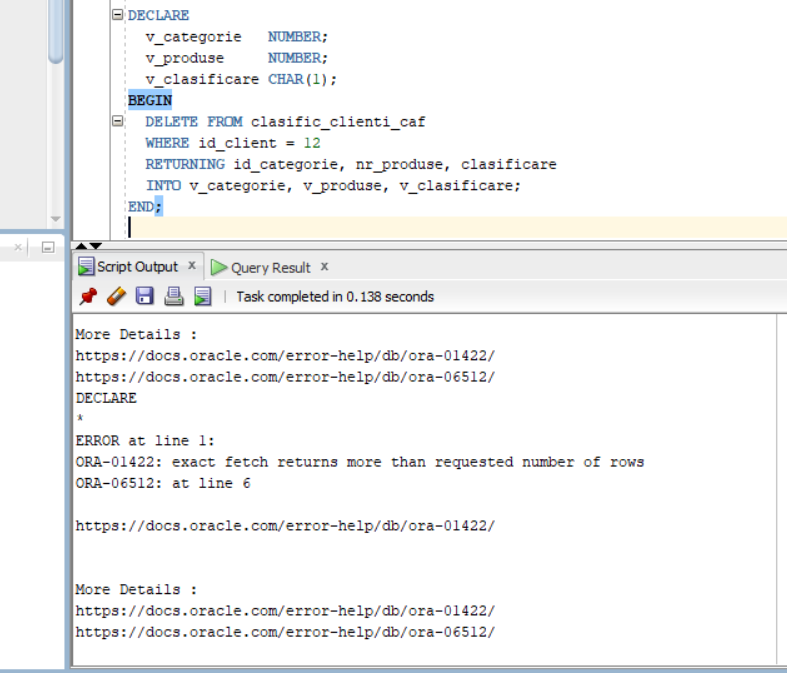 DECLARE
v_categorie NUMBER;
v_produse NUMBER;
v_clasificare CHAR(1);
BEGIN
DELETE FROM clasific_clienti_caf
WHERE id_client = 12
RETURNING id_categorie, nr_produse, clasificare
INTO v_categorie, v_produse, v_clasificare;
END;
Script Output x Query Result x
Task completed in 0.138 seconds
More Details :
https://docs.oracle.com/error-help/db/ora-01422/
https://docs.oracle.com/error-help/db/ora-06512/
DECLARE
*
ERROR at line 1:
ORA-01422: exact fetch returns more than requested number of rows
ORA-06512: at line 6
https://docs.oracle.com/error-help/db/ora-01422/
More Details :
https://docs.oracle.com/error-help/db/ora-01422/
https://docs.oracle.com/error-help/db/ora-06512/